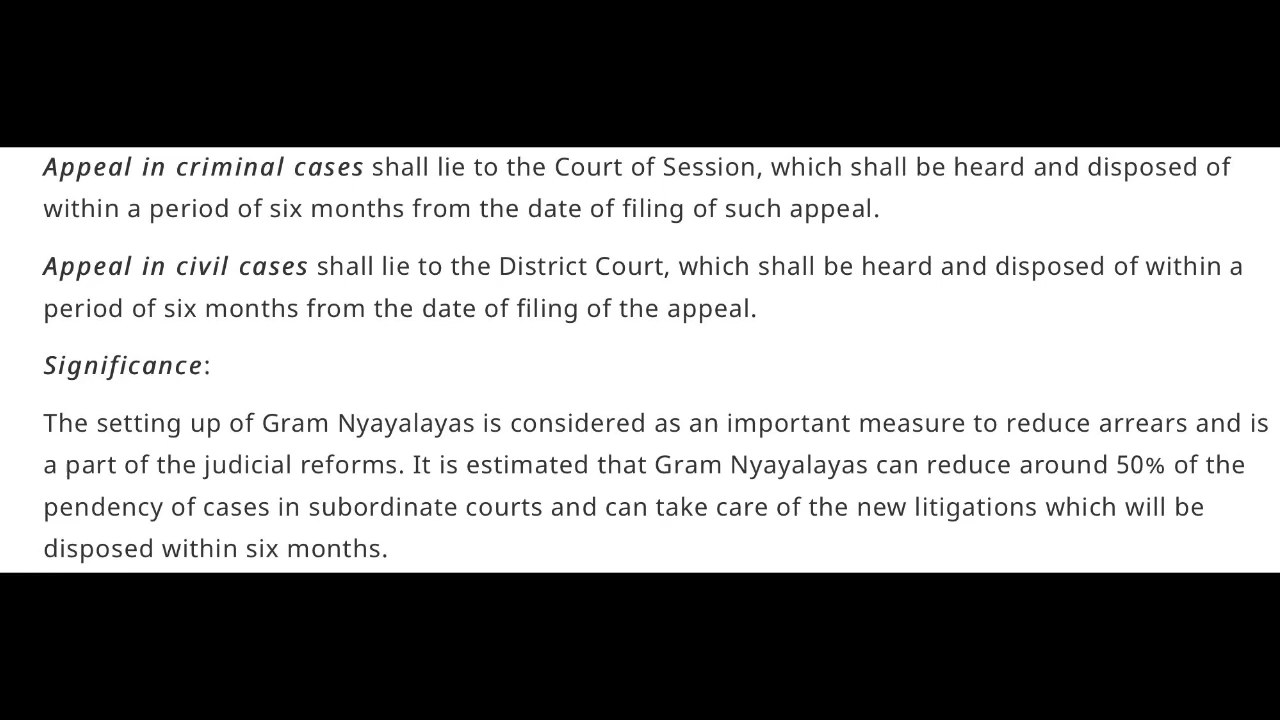 Appeal in criminal cases shall lie to the Court of Session, which shall be heard and disposed of
within a period of six months from the date of filing of such appeal.
Appeal in civil cases shall lie to the District Court, which shall be heard and disposed of within a
period of six months from the date of filing of the appeal.
Significance:
The setting up of Gram Nyayalayas is considered as an important measure to reduce arrears and is
a part of the judicial reforms. It is estimated that Gram Nyayalayas can reduce around 50% of the
pendency of cases in subordinate courts and can take care of the new litigations which will be
disposed within six months.